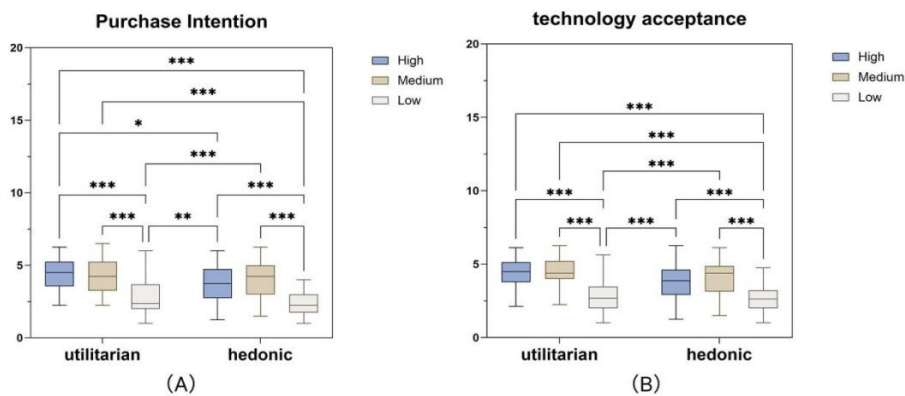 Purchase Intention
20
15
10
5
0
***
***
*
***
***
***
***
**
***
utilitarian
hedonic
High
Medium
Low
(A)
technology acceptance
20
15
10
5
0
***
***
***
***
***
***
***
***
utilitarian
hedonic
High
Medium
Low
(B)